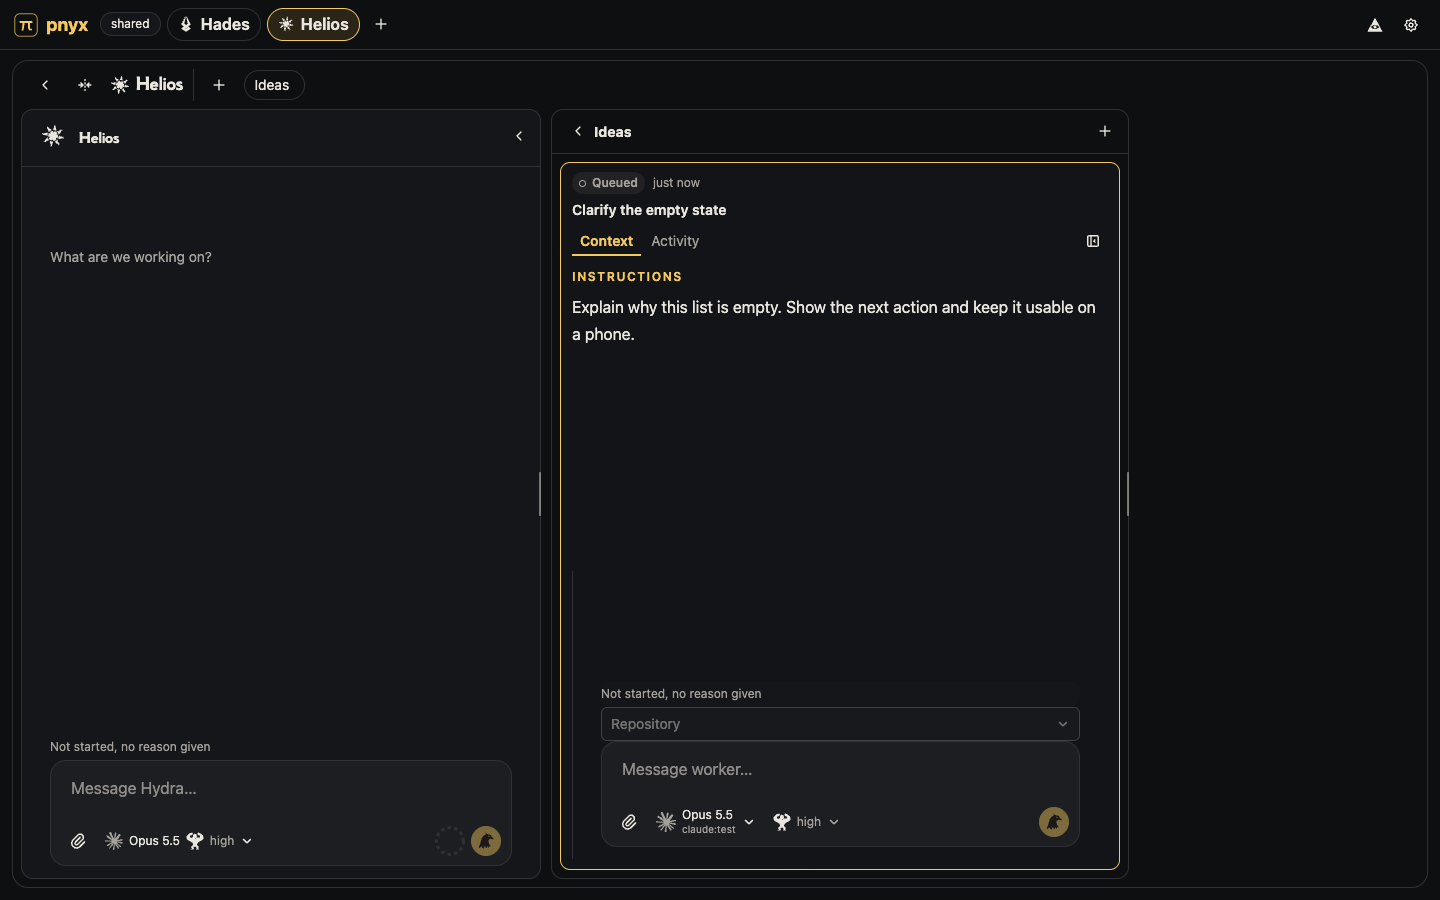 π pnyx shared Hades Helios
Helios Ideas
Helios
What are we working on?
Not started, no reason given
Message Hydra...
Opus 5.5 high
Ideas
Queued just now
Clarify the empty state
Context Activity
INSTRUCTIONS
Explain why this list is empty. Show the next action and keep it usable on
a phone.
Not started, no reason given
Repository
Message worker...
Opus 5.5
claude:test
high